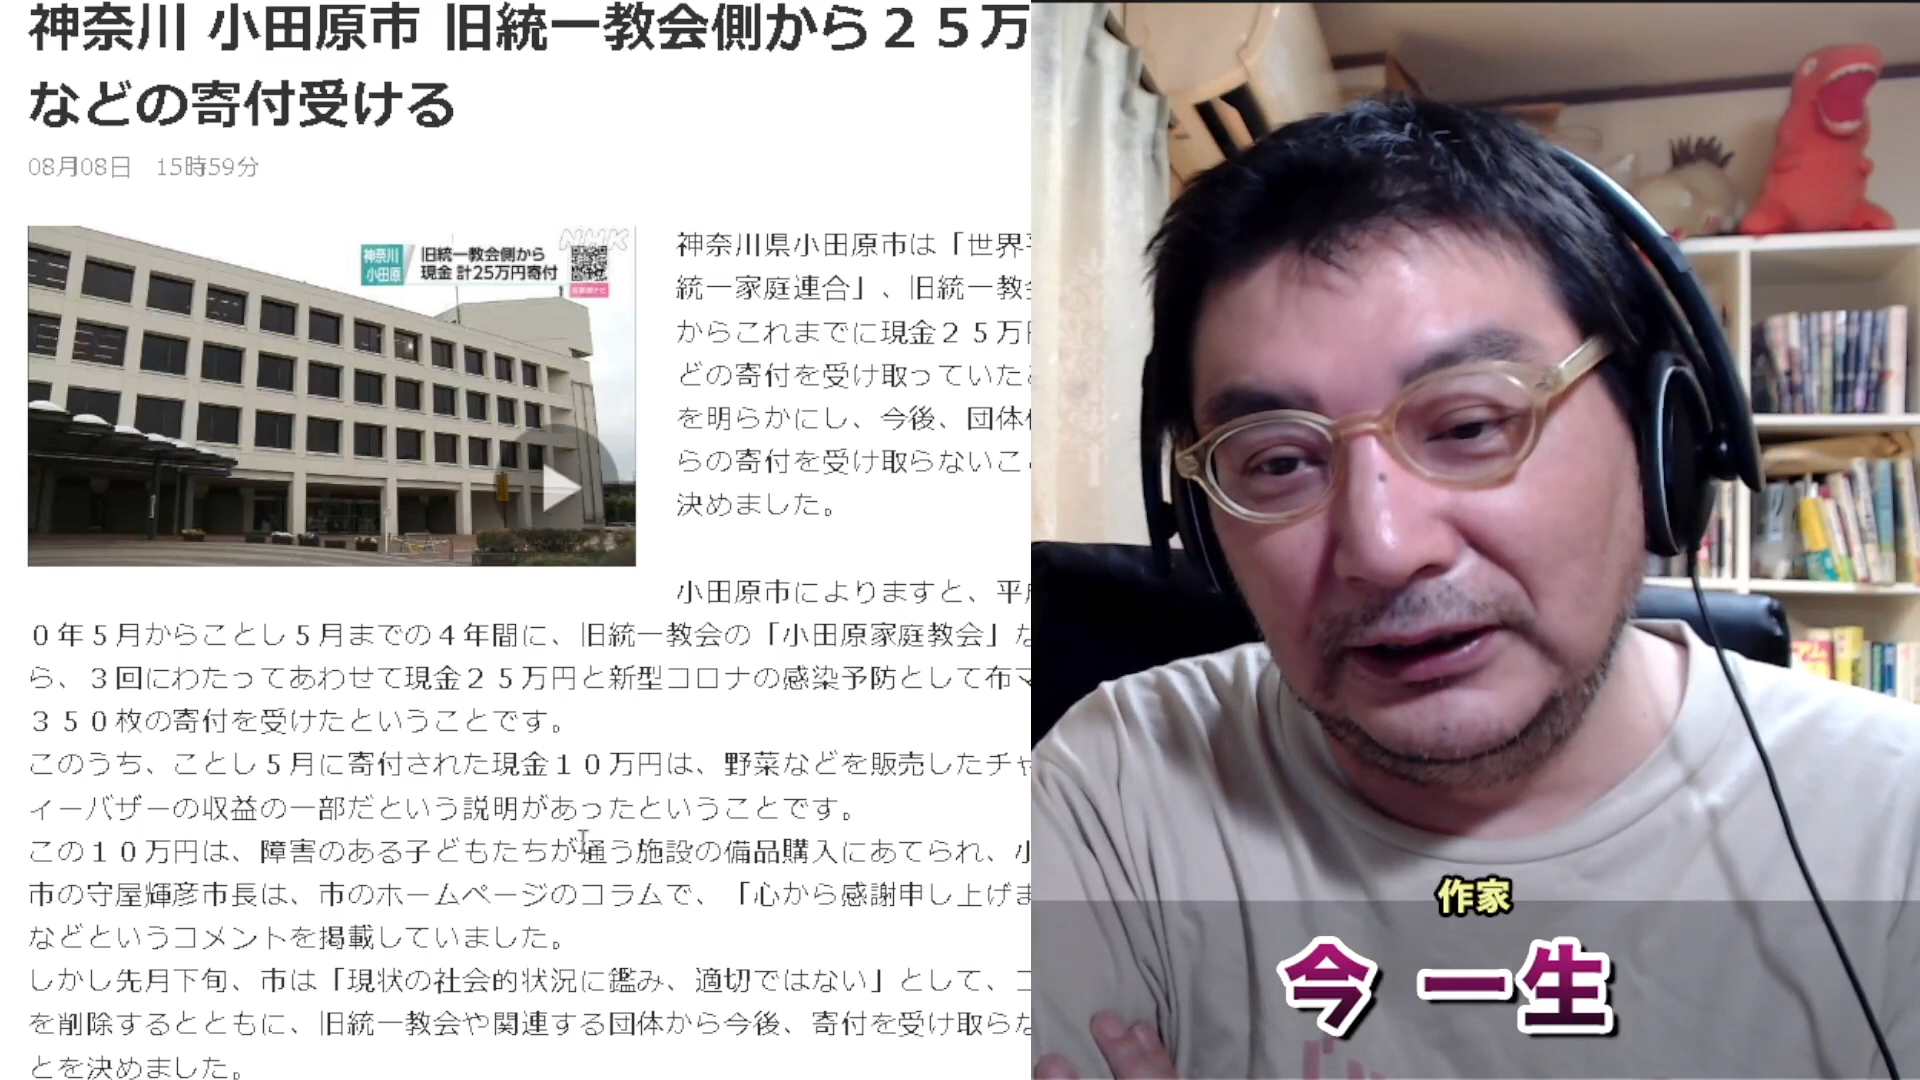 神奈川 小田原市 旧統一教会側から２５万
などの寄付受ける
08月08日 15時59分
NHK
神奈川
小田原
旧統一教会側から
現金 計25万円寄付
神奈川県小田原市は「世界
統一家庭連合」、旧統一教
からこれまでに現金２５万
どの寄付を受け取っていた
を明らかにし、今後、団体
らの寄付を受け取らないこ
決めました。
小田原市によりますと、平
０年５月からことし５月までの４年間に、旧統一教会の「小田原家庭教会」な
ら、３回にわたってあわせて現金２５万円と新型コロナの感染予防として布マ
３５０枚の寄付を受けたということです。
このうち、ことし５月に寄付された現金１０万円は、野菜などを販売したチャ
ィーバザーの収益の一部だという説明があったということです。
この１０万円は、障害のある子どもたちが通う施設の備品購入にあてられ、小
市の守屋輝彦市長は、市のホームページのコラムで、「心から感謝申し上げま
などというコメントを掲載していました。
しかし先月下旬、市は「現状の社会的状況に鑑み、適切ではない」として、コ
を削除するとともに、旧統一教会や関連する団体から今後、寄付を受け取らな
とを決めました。
作家
今 一生